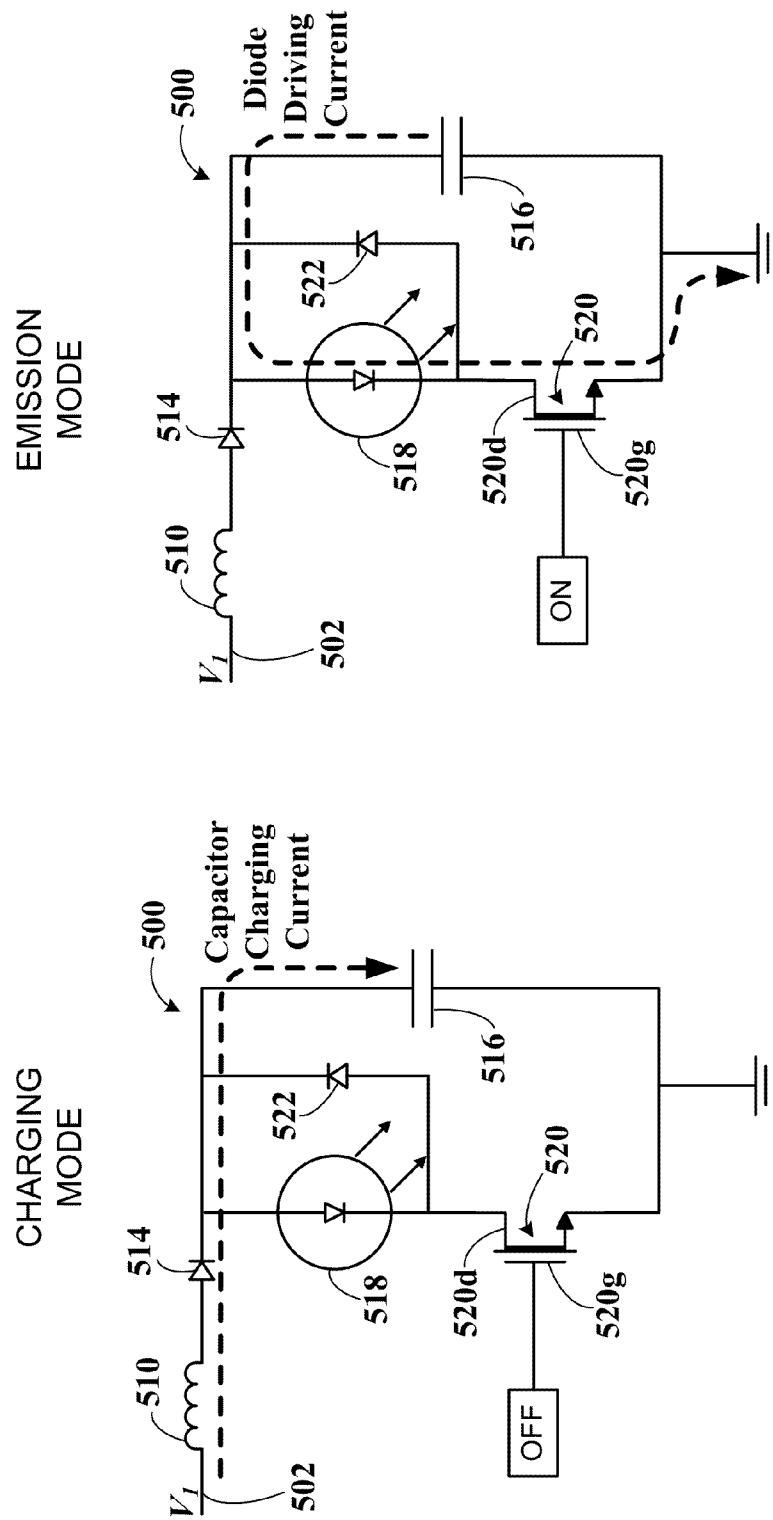 CHARGING
MODE
500
Capacitor
Charging
Current
514
510
V1
502
522
518
516
520
520d
520g
OFF
EMISSION
MODE
500
Diode
Driving
Current
514
510
V1
502
522
518
516
520
520d
520g
ON